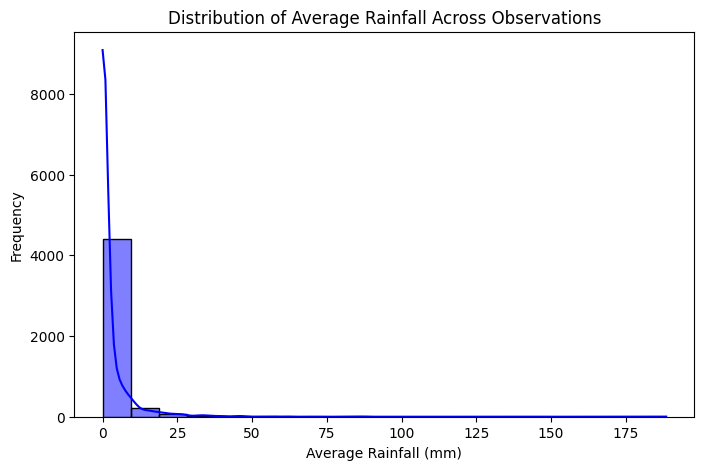 Distribution of Average Rainfall Across Observations
8000
6000
4000
2000
0
Frequency
0 25 50 75 100 125 150 175
Average Rainfall (mm)